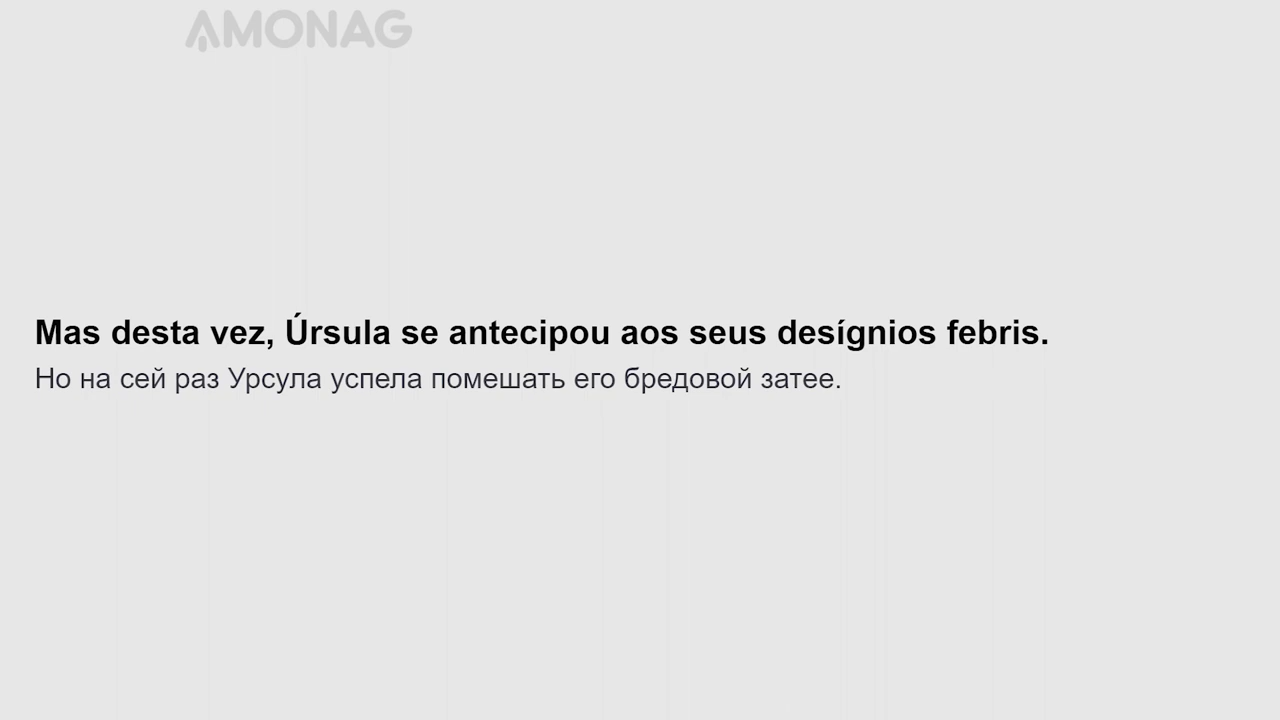 AMONAG
Mas desta vez, Úrsula se antecipou aos seus desígnios febris.
Но на сей раз Урсула успела помешать его бредовой затее.